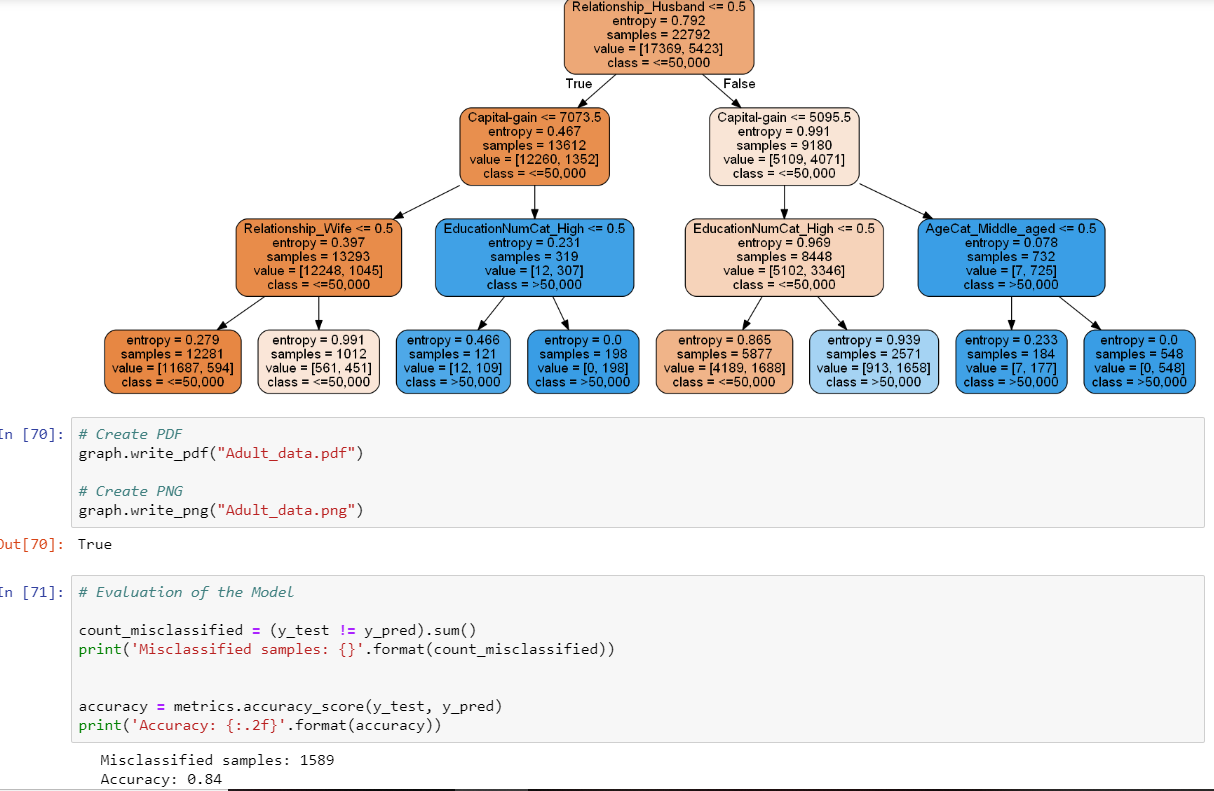 Relationship_Husband <= 0.5
entropy = 0.792
samples = 22792
value = [17369, 5423]
class = <=50,000
True
False
Capital-gain <= 7073.5
entropy = 0.467
samples = 13612
value = [12260, 1352]
class = <=50,000
Capital-gain <= 5095.5
entropy = 0.991
samples = 9180
value = [5109, 4071]
class = <=50,000
Relationship_Wife <= 0.5
entropy = 0.397
samples = 13293
value = [12248, 1045]
class = <=50,000
EducationNumCat_High <= 0.5
entropy = 0.231
samples = 319
value = [12, 307]
class = >50,000
EducationNumCat_High <= 0.5
entropy = 0.969
samples = 8448
value = [5102, 3346]
class = <=50,000
AgeCat_Middle_aged <= 0.5
entropy = 0.078
samples = 732
value = [7, 725]
class = >50,000
entropy = 0.279
samples = 12281
value = [11687, 594]
class = <=50,000
entropy = 0.991
samples = 1012
value = [561, 451]
class = <=50,000
entropy = 0.466
samples = 121
value = [12, 109]
class = >50,000
entropy = 0.0
samples = 198
value = [0, 198]
class = >50,000
entropy = 0.865
samples = 5877
value = [4189, 1688]
class = <=50,000
entropy = 0.939
samples = 2571
value = [913, 1658]
class = >50,000
entropy = 0.233
samples = 184
value = [7, 177]
class = >50,000
entropy = 0.0
samples = 548
value = [0, 548]
class = >50,000
In [70]:
# Create PDF
graph.write_pdf("Adult_data.pdf")
# Create PNG
graph.write_png("Adult_data.png")
Out[70]: True
In [71]:
# Evaluation of the Model
count_misclassified = (y_test != y_pred).sum()
print('Misclassified samples: {}'.format(count_misclassified))
accuracy = metrics.accuracy_score(y_test, y_pred)
print('Accuracy: {:.2f}'.format(accuracy))
Misclassified samples: 1589
Accuracy: 0.84